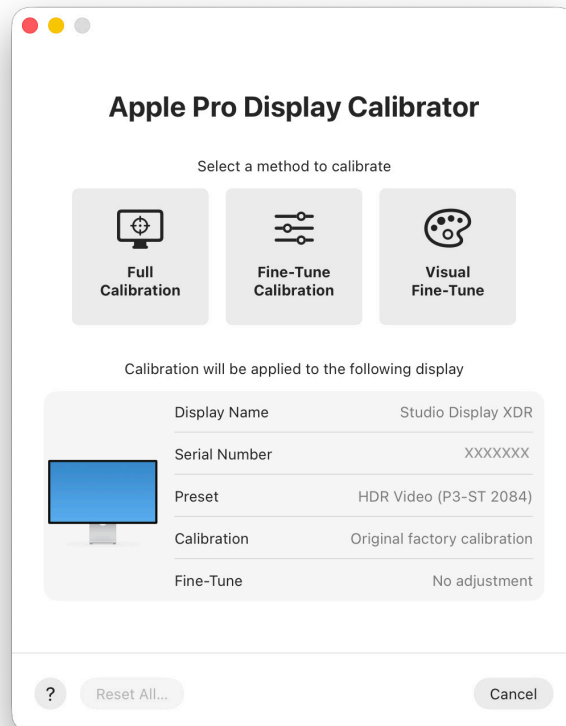 Apple Pro Display Calibrator
Select a method to calibrate
Full
Calibration
Fine-Tune
Calibration
Visual
Fine-Tune
Calibration will be applied to the following display
Display Name Studio Display XDR
Serial Number XXXXXXX
Preset HDR Video (P3-ST 2084)
Calibration Original factory calibration
Fine-Tune No adjustment
? Reset All... Cancel